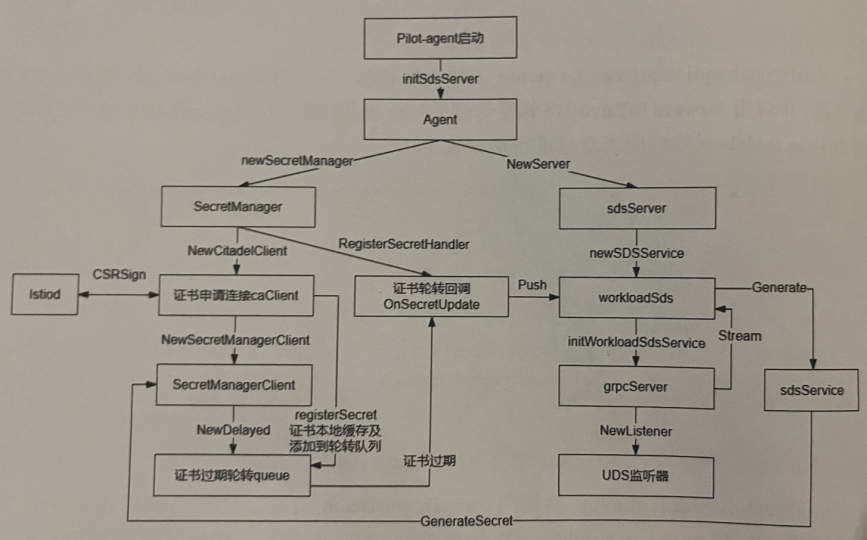 Pilot-agent启动
initSdsServer
Agent
newSecretManager
NewServer
SecretManager
sdsServer
NewCitadelClient
RegisterSecretHandler
newSDSService
CSRSign
Istiod
证书申请连接caClient
证书轮转回调
OnSecretUpdate
Push
workloadSds
Generate
NewSecretManagerClient
initWorkloadSdsService
Stream
SecretManagerClient
grpcServer
sdsService
NewDelayed
registerSecret
证书本地缓存及
添加到轮转队列
NewListener
证书过期
证书过期轮转queue
UDS监听器
GenerateSecret